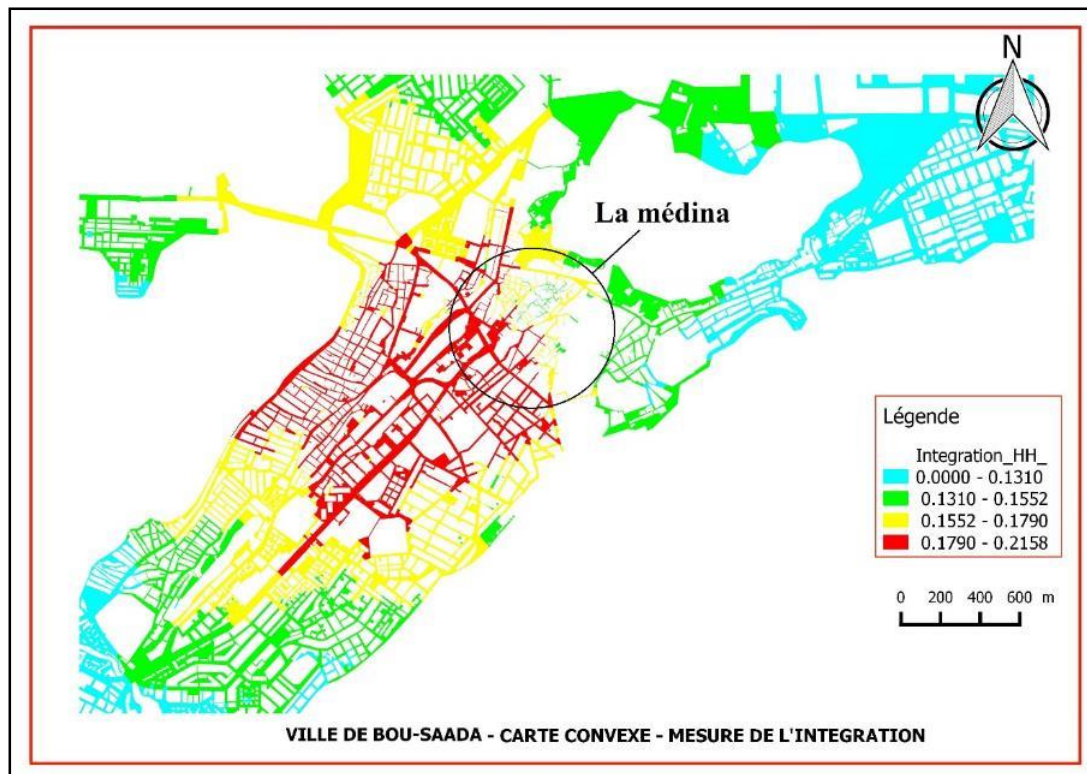 N
La médina
Légende
Integration_HH_
0.0000 - 0.1310
0.1310 - 0.1552
0.1552 - 0.1790
0.1790 - 0.2158
0 200 400 600 m
VILLE DE BOU-SAADA - CARTE CONVEXE - MESURE DE L'INTEGRATION